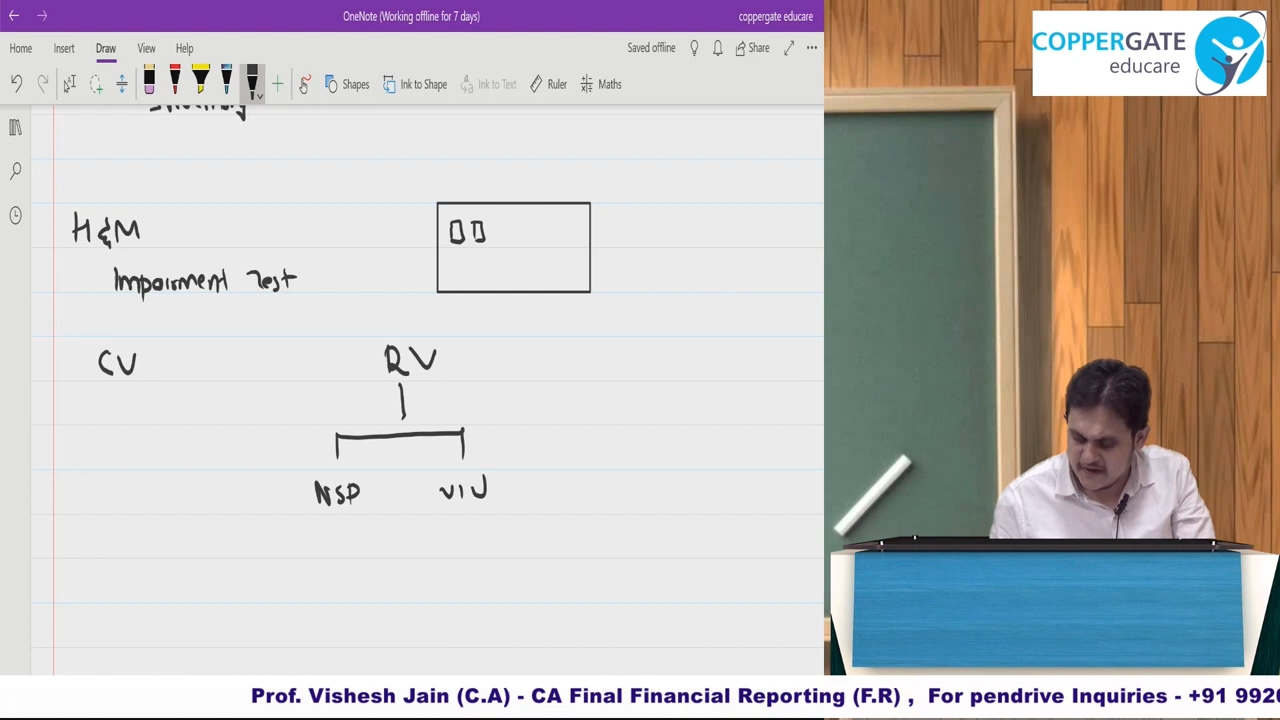 OneNote (Working offline for 7 days)
coppergate educare
Home Insert Draw View Help
Saved offline
Share
Shapes
Ink to Shape
Ink to Text
Ruler
Maths
COPPERGATE
educare
H&M
Impairment Test
CV
RV
NSP
VIU
Prof. Vishesh Jain (C.A) - CA Final Financial Reporting (F.R) , For pendrive Inquiries - +91 992